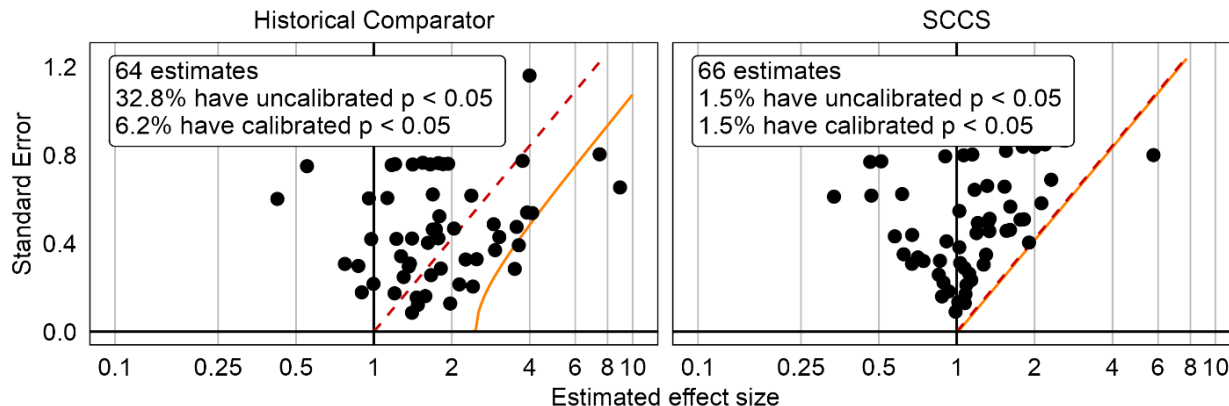 Historical Comparator
SCCS
Standard Error
1.2
0.8
0.4
0.0
64 estimates
32.8% have uncalibrated p < 0.05
6.2% have calibrated p < 0.05
66 estimates
1.5% have uncalibrated p < 0.05
1.5% have calibrated p < 0.05
0.1 0.25 0.5 1 2 4 6 8 10
0.1 0.25 0.5 1 2 4 6 8 10
Estimated effect size